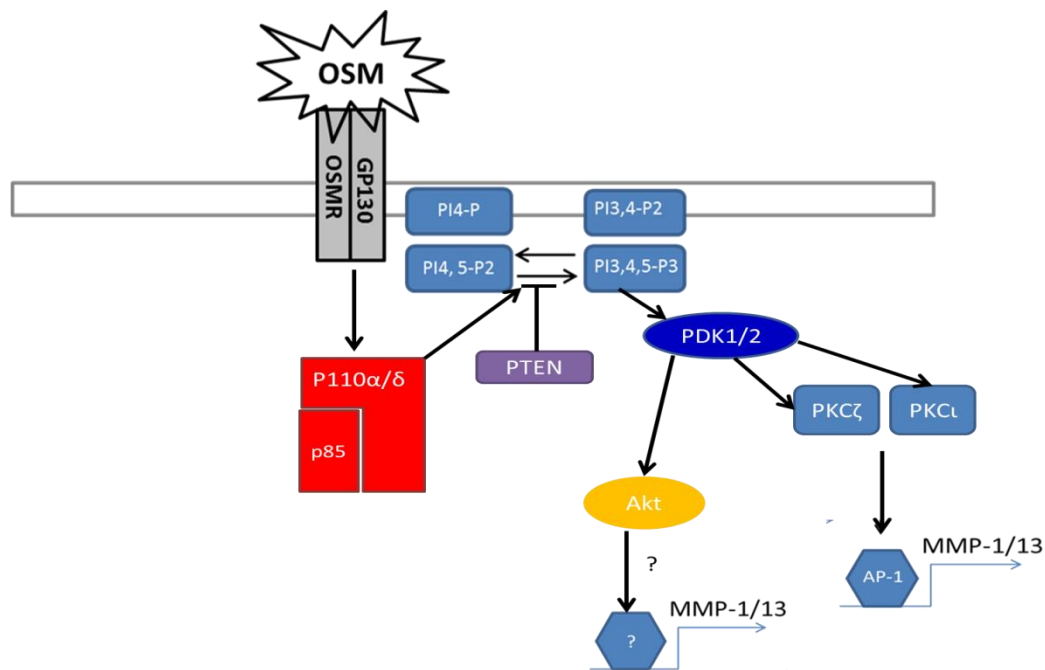 OSM
OSMR
GP130
PI4-P
PI3,4-P2
PI4, 5-P2
PI3,4,5-P3
PDK1/2
PTEN
P110α/δ
p85
PKCζ
PKCι
Akt
?
MMP-1/13
AP-1
MMP-1/13
?